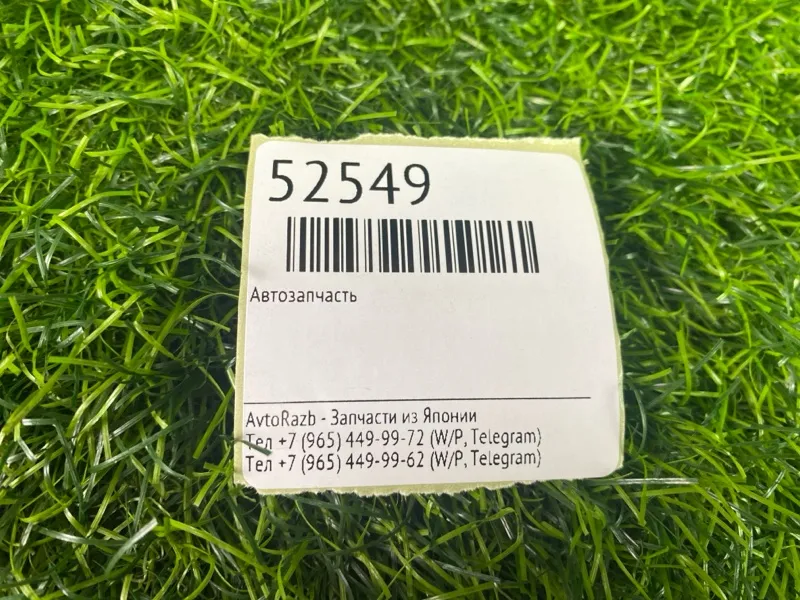 52549
Автозапчасть
AvtoRazb - Запчасти из Японии
Тел +7 (965) 449-99-72 (W/P, Telegram)
Тел +7 (965) 449-99-62 (W/P, Telegram)